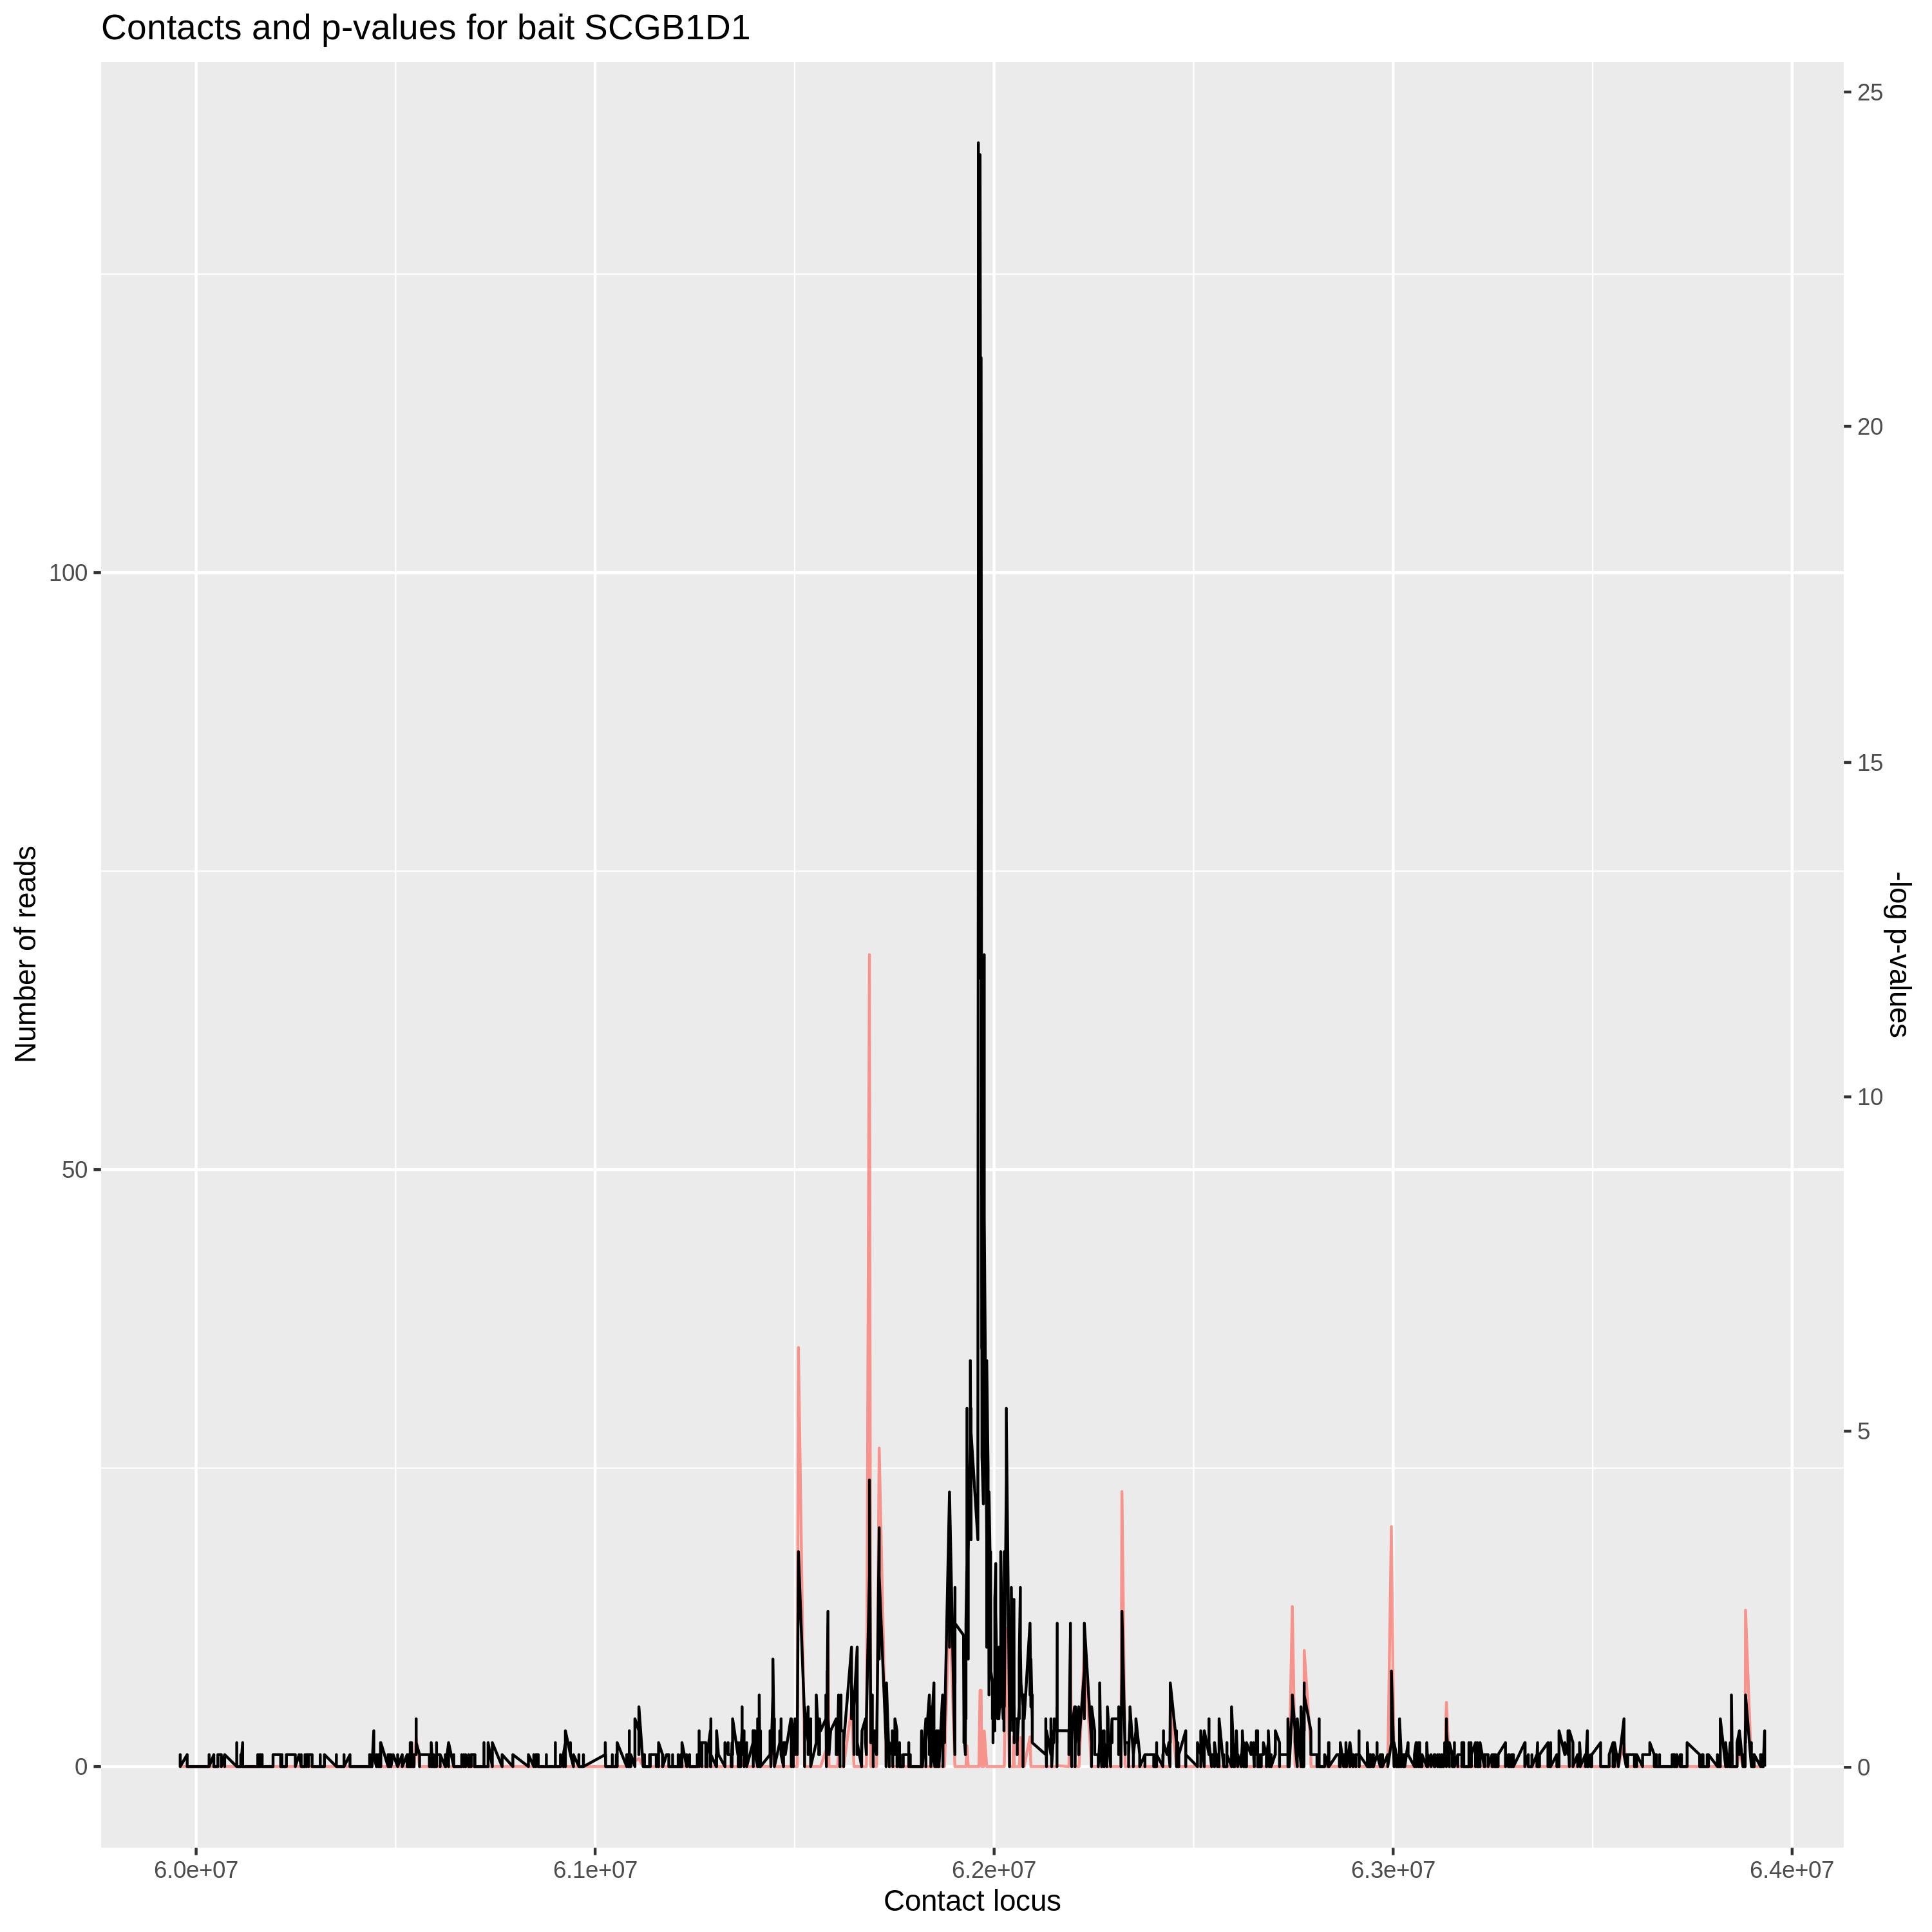 Contacts and p-values for bait SCGB1D1
Number of reads
100
50
0
25
20
15
10
5
0
-log p-values
6.0e+07
6.1e+07
6.2e+07
6.3e+07
6.4e+07
Contact locus